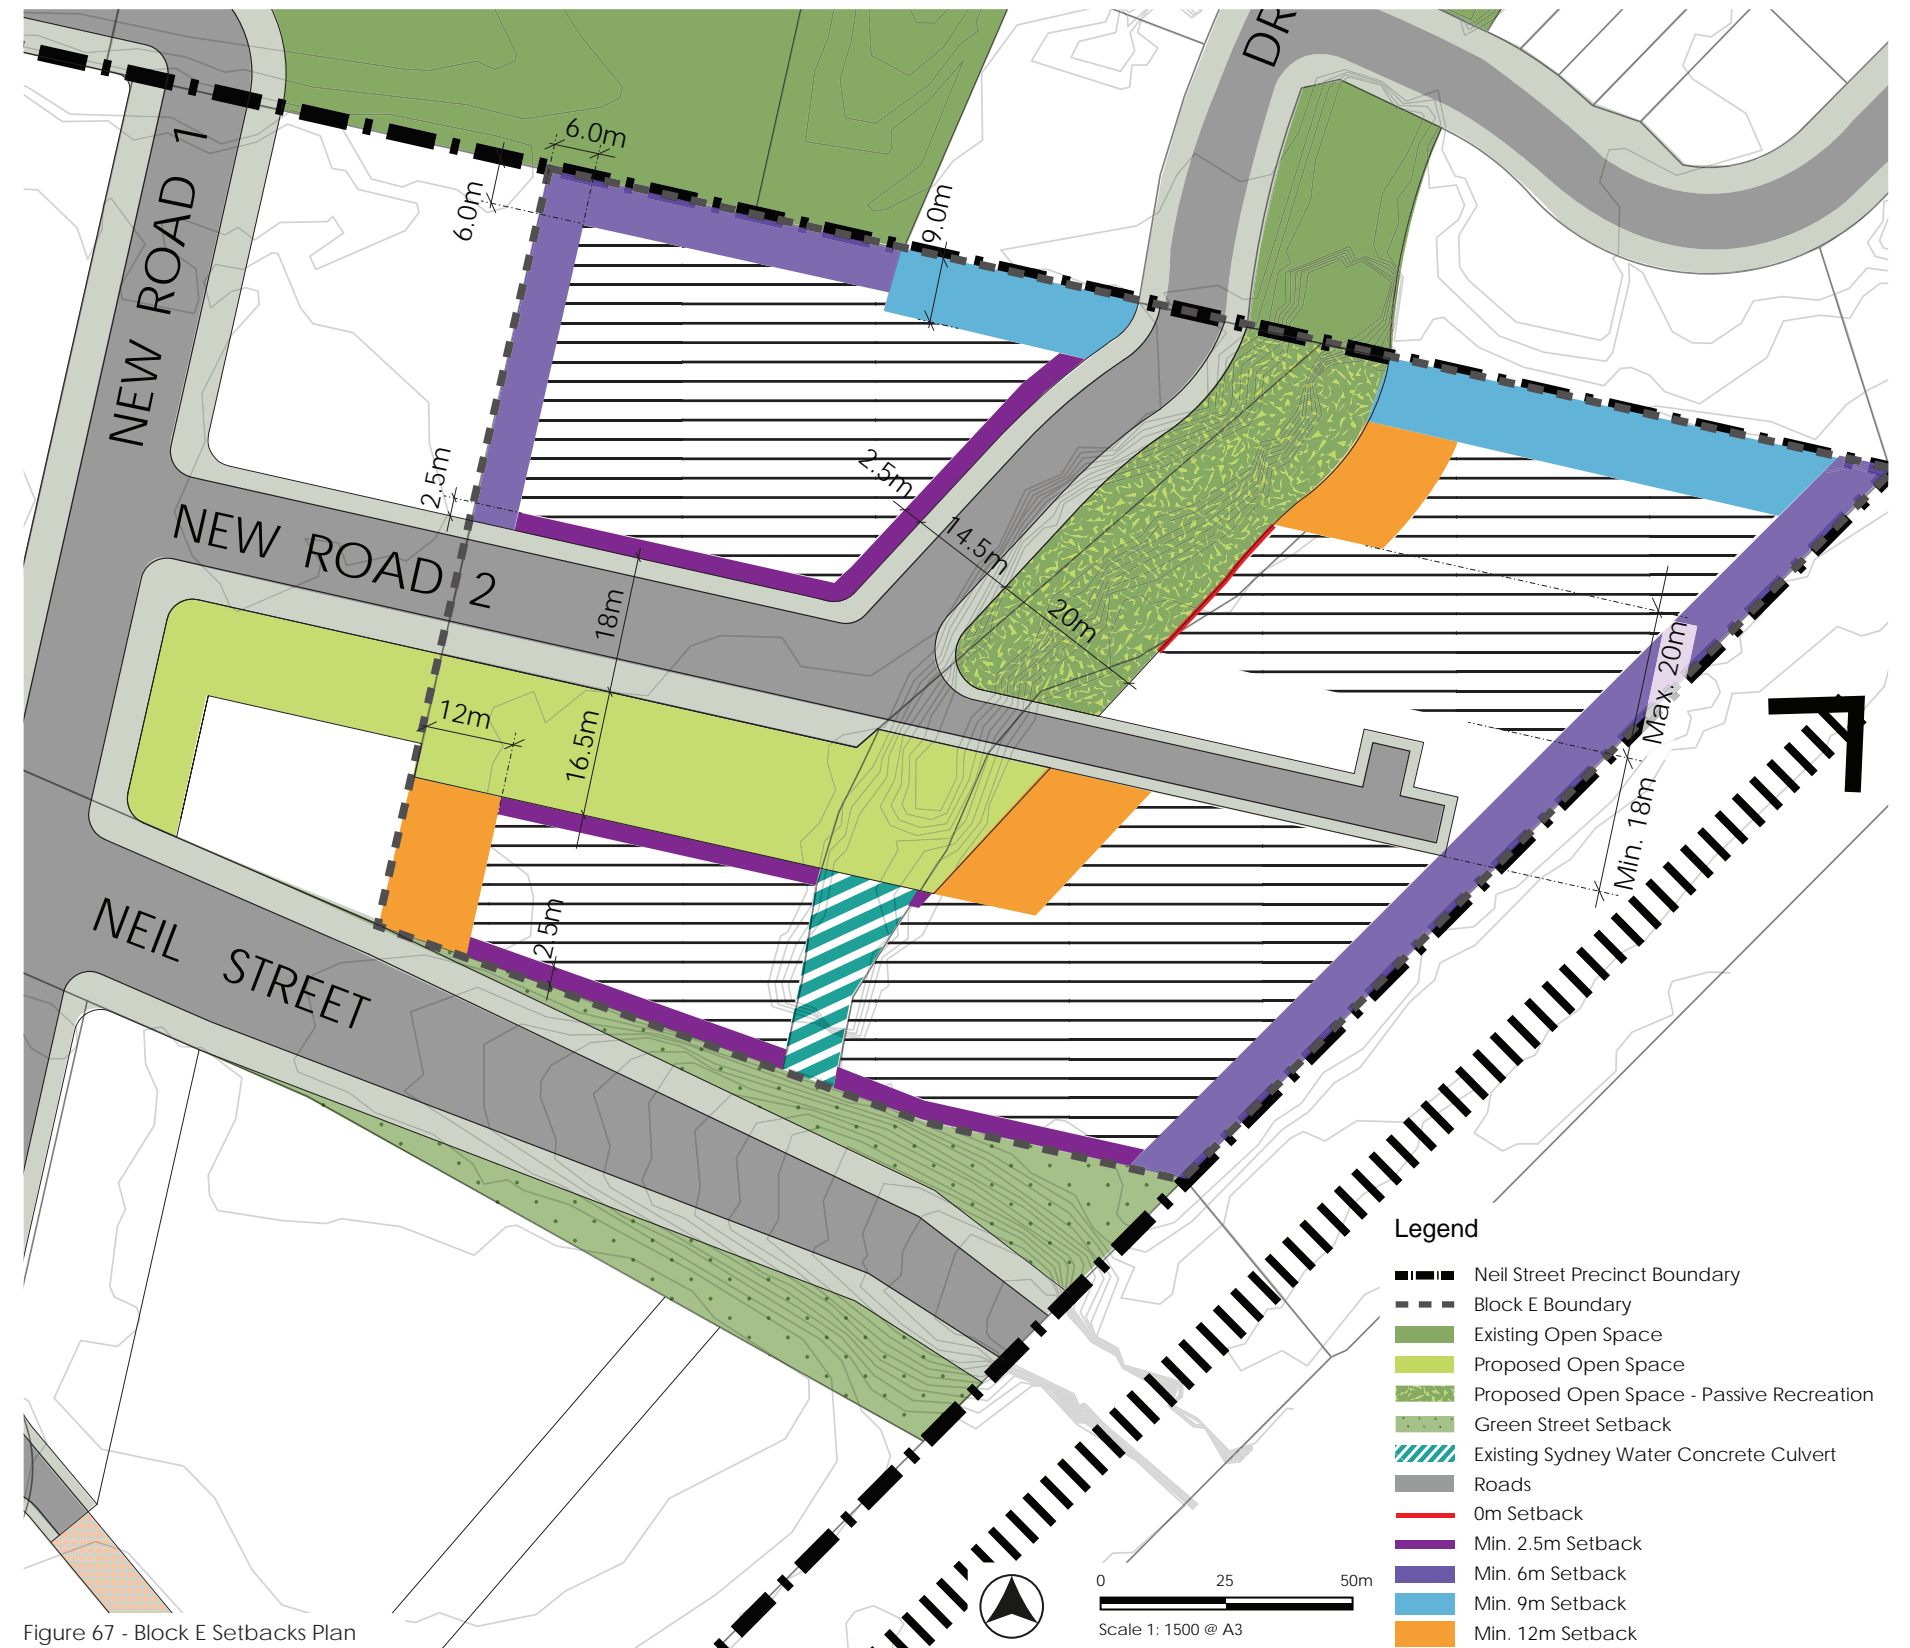 DR
NEW ROAD 1
6.0m
6.0m
9.0m
2.5m
2.5m
NEW ROAD 2
14.5m
18m
20m
Max. 20m
12m
16.5m
Min. 18m
2.5m
NEIL STREET
Legend
Neil Street Precinct Boundary
Block E Boundary
Existing Open Space
Proposed Open Space
Proposed Open Space - Passive Recreation
Green Street Setback
Existing Sydney Water Concrete Culvert
Roads
0m Setback
Min. 2.5m Setback
Min. 6m Setback
Min. 9m Setback
Min. 12m Setback
0 25 50m
Scale 1: 1500 @ A3
Figure 67 - Block E Setbacks Plan